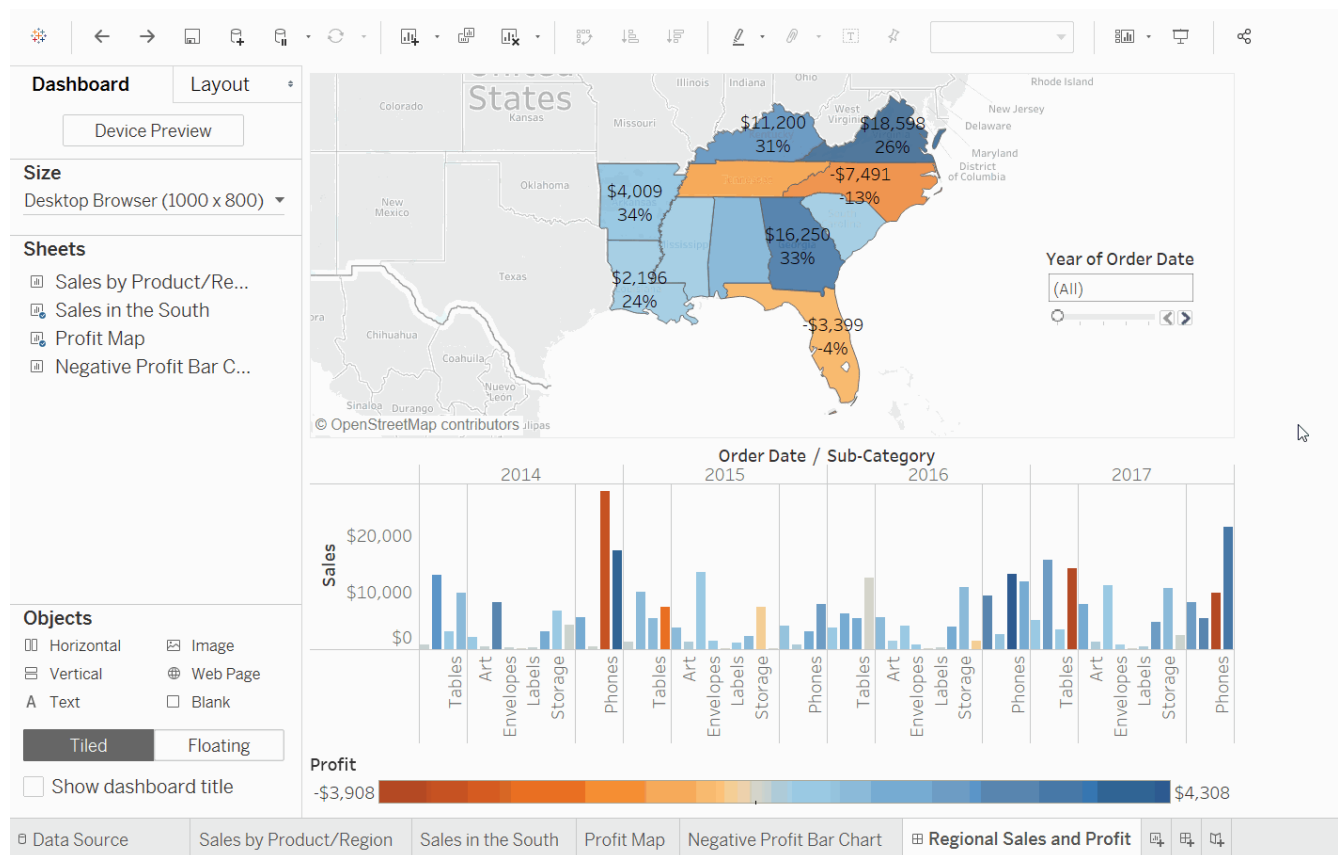 Dashboard
Layout
Device Preview
Size
Desktop Browser (1000 x 800)
Sheets
Sales by Product/Re...
Sales in the South
Profit Map
Negative Profit Bar C...
Objects
Horizontal
Image
Vertical
Web Page
A Text
Blank
Tiled
Floating
Show dashboard title
States
Colorado
Kansas
Missouri
Illinois
Indiana
Ohio
West
Rhode Island
New Jersey
Delaware
Maryland
District
of Columbia
$11,200
31%
$18,598
26%
-$7,491
-13%
$4,009
34%
Oklahoma
New
Mexico
$16,250
33%
Texas
$2,196
24%
-$3,399
-4%
Chihuahua
Coahuila
Nuevo
León
Sinaloa
Durango
© OpenStreetMap contributors
Year of Order Date
(All)
Order Date / Sub-Category
2014
2015
2016
2017
Sales
$20,000
$10,000
$0
Tables
Art
Envelopes
Labels
Storage
Phones
Tables
Art
Envelopes
Labels
Storage
Phones
Tables
Art
Envelopes
Labels
Storage
Phones
Tables
Art
Envelopes
Labels
Storage
Phones
Profit
-$3,908
$4,308
Data Source
Sales by Product/Region
Sales in the South
Profit Map
Negative Profit Bar Chart
Regional Sales and Profit